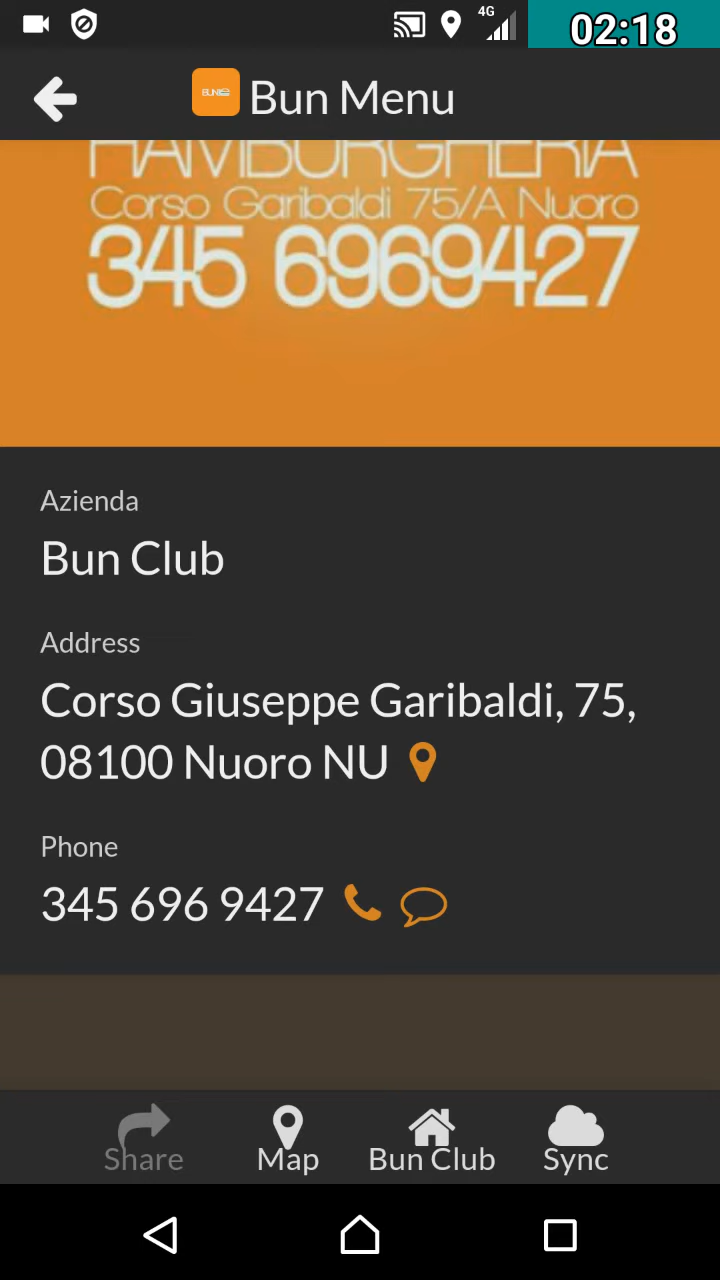 4G
02:18
BUN
Bun Menu
HAMBURGHERIA
Corso Garibaldi 75/A Nuoro
345 6969427
Azienda
Bun Club
Address
Corso Giuseppe Garibaldi, 75,
08100 Nuoro NU
Phone
345 696 9427
Share Map Bun Club Sync